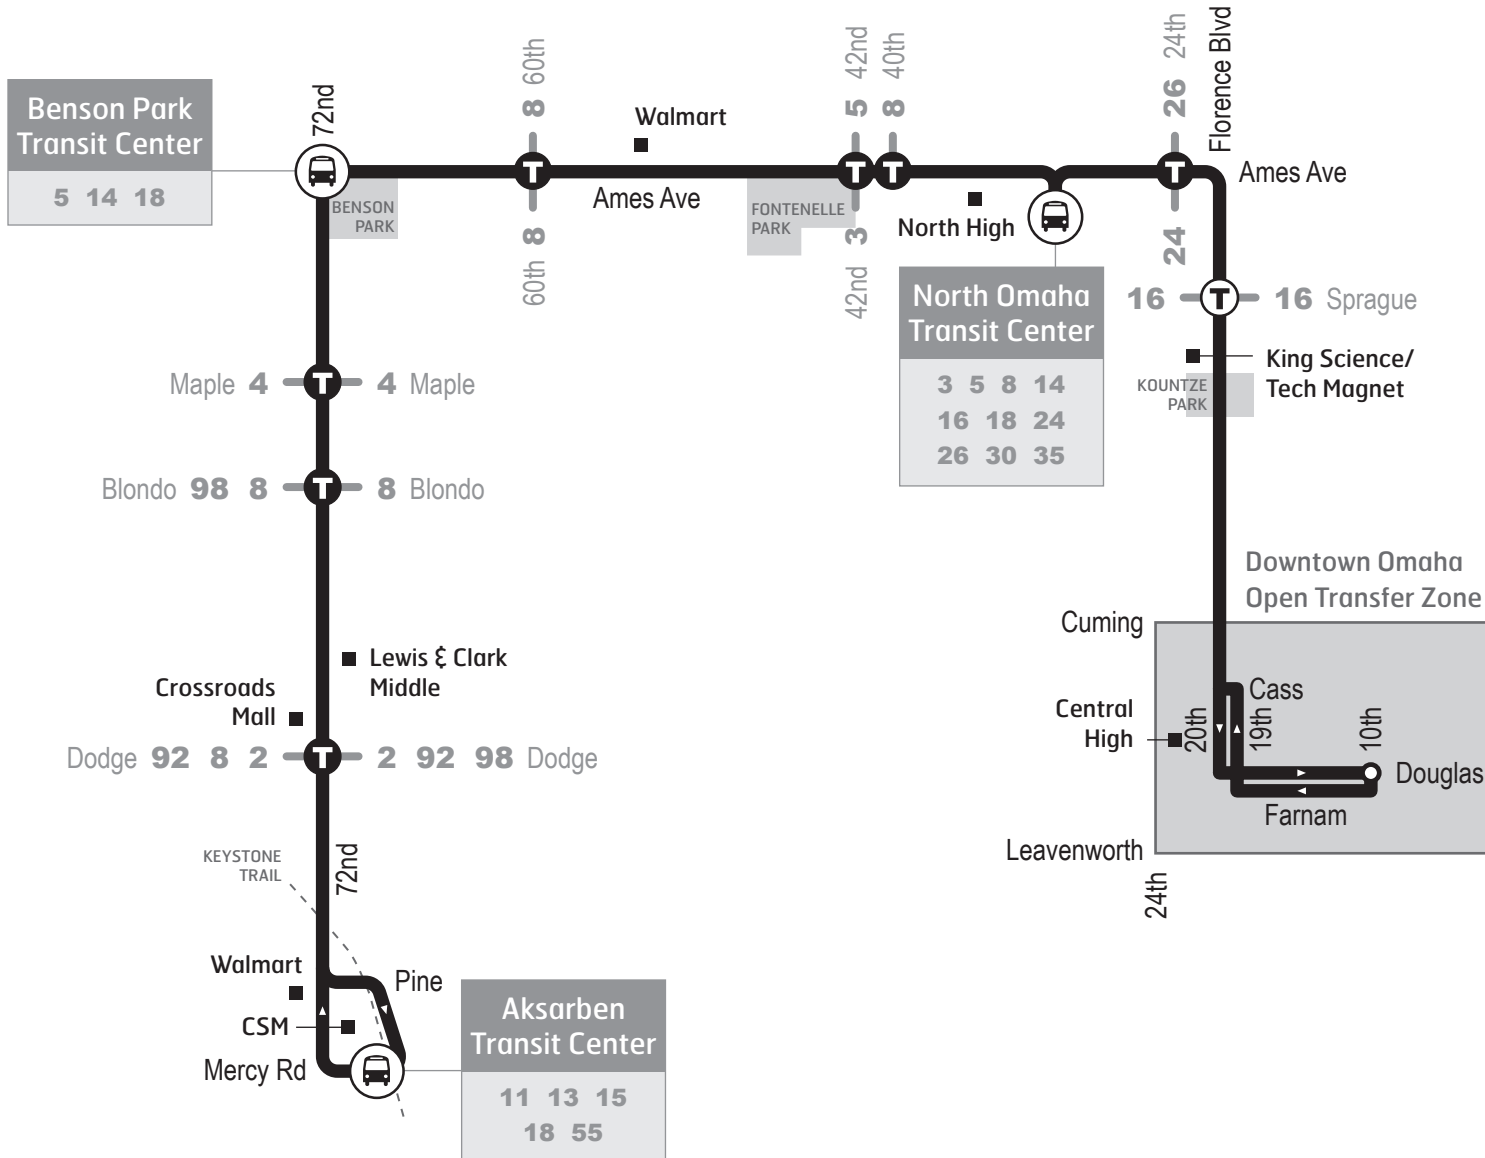 Benson Park
Transit Center
5 14 18
72nd
BENSON
PARK
8 60th
60th 8
Walmart
Ames Ave
FONTENELLE
PARK
5 42nd
42nd 3
8 40th
North High
North Omaha
Transit Center
3 5 8 14
16 18 24
26 30 35
26 24th
24
Florence Blvd
Ames Ave
16 T 16 Sprague
King Science/
Tech Magnet
KOUNTZE
PARK
Maple 4 T 4 Maple
Blondo 98 8 T 8 Blondo
Lewis & Clark
Middle
Crossroads
Mall
Dodge 92 8 2 T 2 92 98 Dodge
KEYSTONE
TRAIL
72nd
Walmart
CSM
Pine
Mercy Rd
Aksarben
Transit Center
11 13 15
18 55
Downtown Omaha
Open Transfer Zone
Cuming
Cass
Central
High
20th
19th
10th
Douglas
Farnam
Leavenworth
24th
T
T
T
T